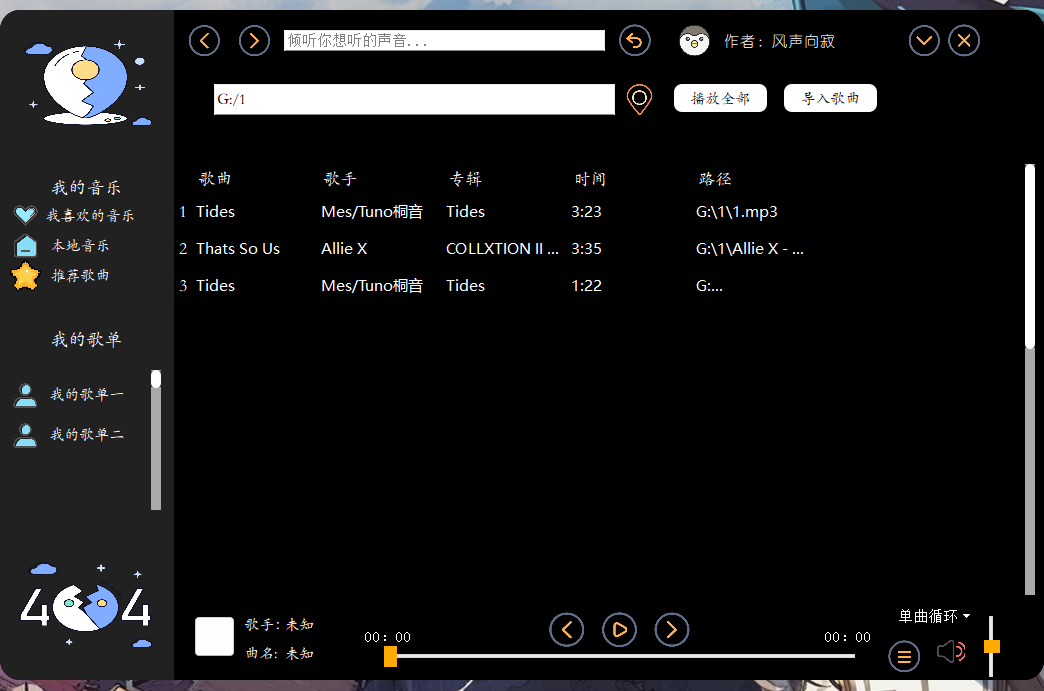 倾听你想听的声音...
作者：风声向寂
G:/1
播放全部
导入歌曲
我的音乐
我喜欢的音乐
本地音乐
推荐歌曲
我的歌单
我的歌单一
我的歌单二
404
歌曲 歌手 专辑 时间 路径
1 Tides Mes/Tuno桐音 Tides 3:23 G:\1\1.mp3
2 Thats So Us Allie X COLLXTION II ... 3:35 G:\1\Allie X - ...
3 Tides Mes/Tuno桐音 Tides 1:22 G:...
歌手: 未知
曲名: 未知
00：00
00：00
单曲循环